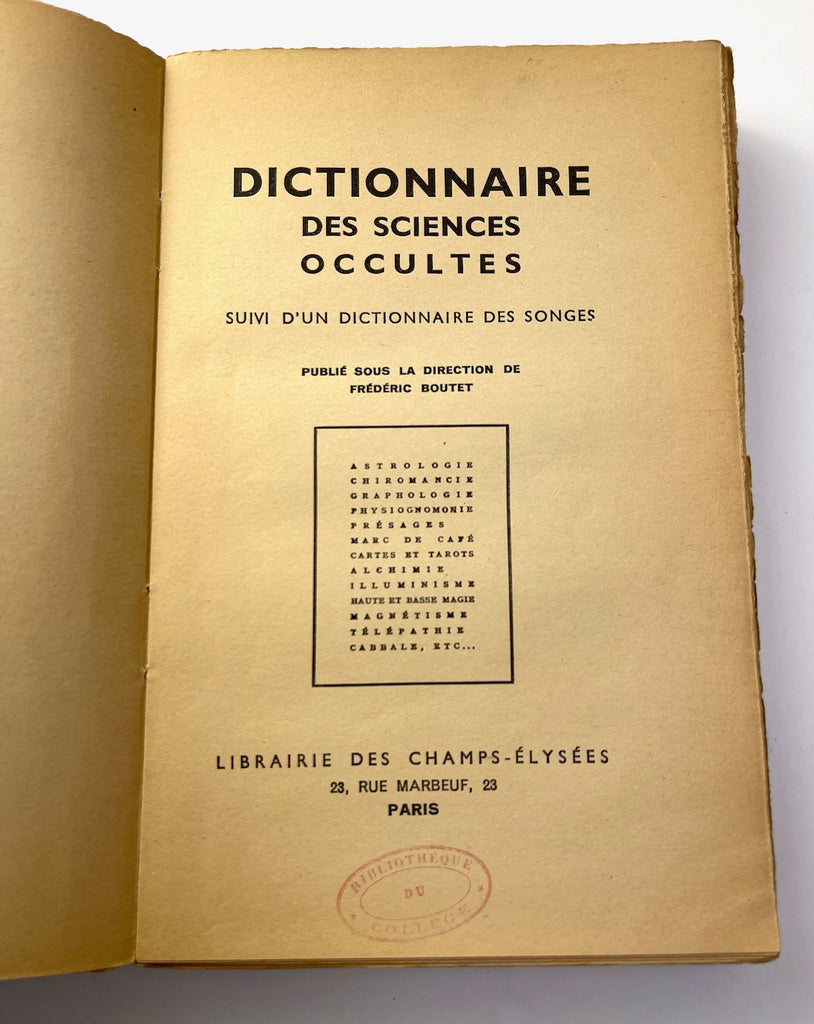 DICTIONNAIRE
DES SCIENCES
OCCULTES
SUIVI D'UN DICTIONNAIRE DES SONGES
PUBLIÉ SOUS LA DIRECTION DE
FRÉDÉRIC BOUTET
ASTROLOGIE
CHIROMANCIE
GRAPHOLOGIE
PHYSIOGNOMONIE
PRÉSAGES
MARC DE CAFÉ
CARTES ET TAROTS
ALCHIMIE
ILLUMINISME
HAUTE ET BASSE MAGIE
MAGNÉTISME
TÉLÉPATHIE
CABBALE, ETC...
LIBRAIRIE DES CHAMPS-ÉLYSÉES
23, RUE MARBEUF, 23
PARIS
BIBLIOTHÈQUE
DU
COLLÈGE